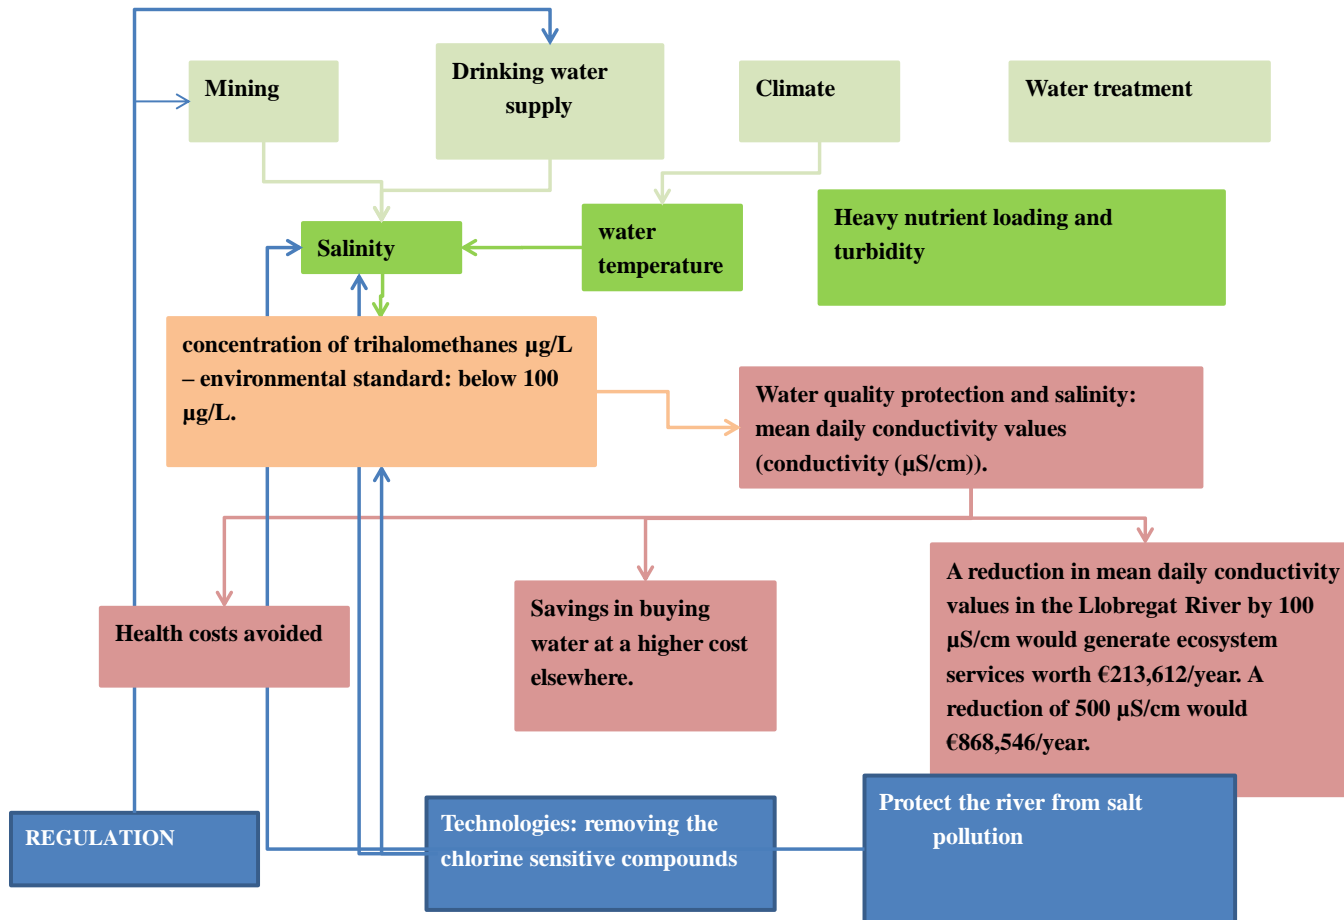 Mining
Drinking water
supply
Climate
Water treatment
Salinity
water
temperature
Heavy nutrient loading and
turbidity
concentration of trihalomethanes µg/L
– environmental standard: below 100
µg/L.
Water quality protection and salinity:
mean daily conductivity values
(conductivity (µS/cm)).
Health costs avoided
Savings in buying
water at a higher cost
elsewhere.
A reduction in mean daily conductivity
values in the Llobregat River by 100
µS/cm would generate ecosystem
services worth €213,612/year. A
reduction of 500 µS/cm would
€868,546/year.
REGULATION
Technologies: removing the
chlorine sensitive compounds
Protect the river from salt
pollution